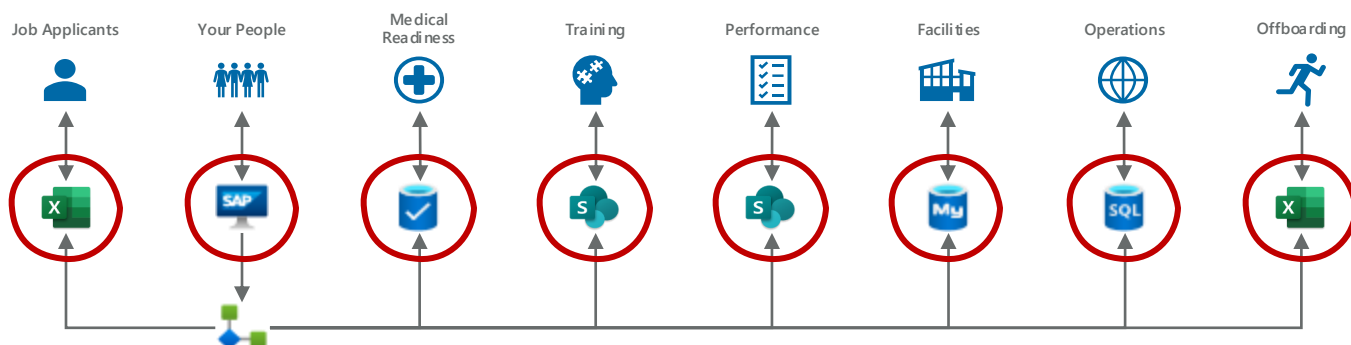 Job Applicants
Your People
Medical
Readiness
Training
Performance
Facilities
Operations
Offboarding
X
SAP
S
S
My
SQL
X